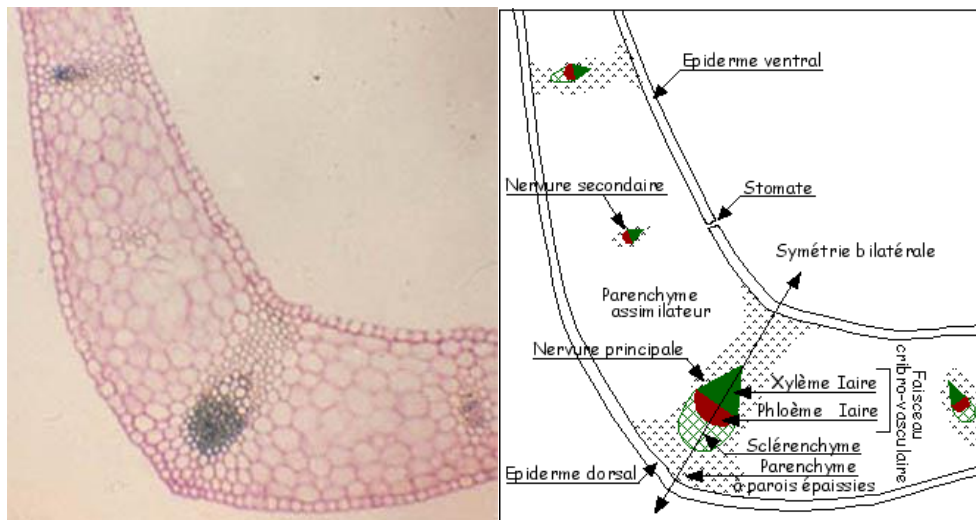 Epiderme ventral
Nervure secondaire
Stomate
Symétrie bilatérale
Parenchyme
assimilateur
Nervure principale
Xylème Iaire
Phloème Iaire
Faisceau
cribro-vasculaire
Sclérenchyme
Epiderme dorsal
Parenchyme
à parois épaissies